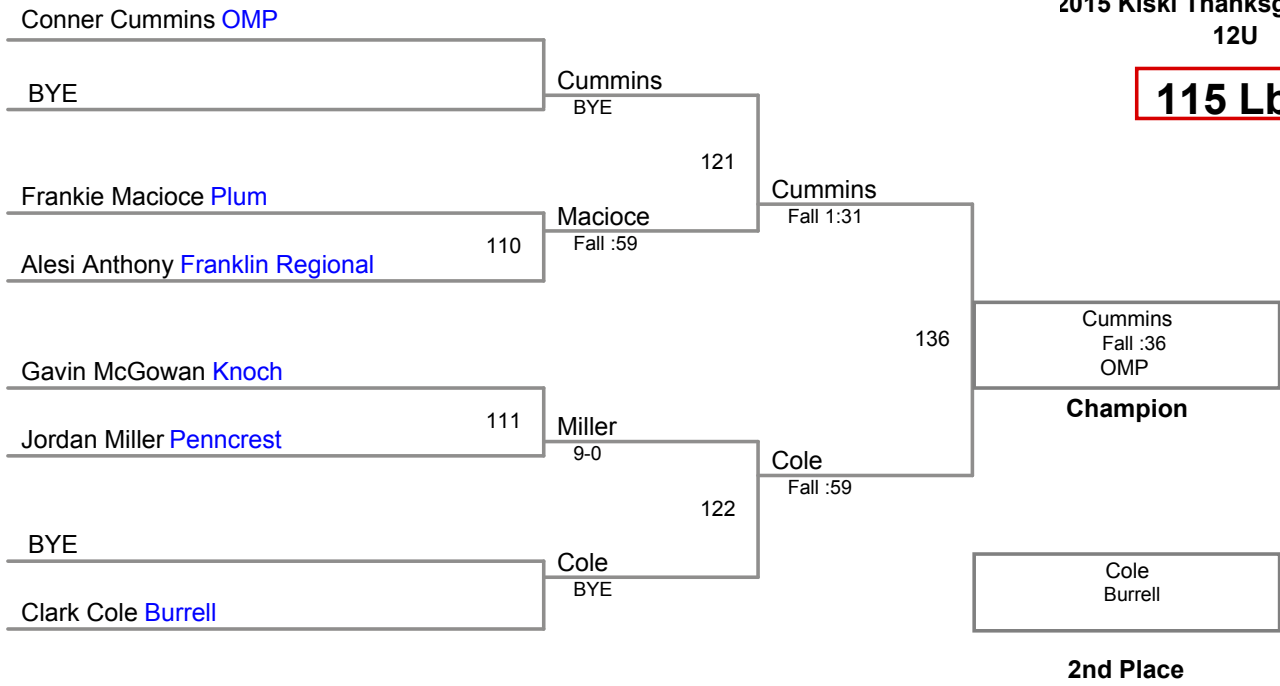 Conner Cummins OMP
2015 Kiski
12U
BYE
Cummins
BYE
115
121
Frankie Macioce Plum
Macioce
Fall :59
Cummins
Fall 1:31
110
Alesi Anthony Franklin Regional
136
Cummins
Fall :36
OMP
Champion
Gavin McGowan Knoch
111
Jordan Miller Penncrest
Miller
9-0
Cole
Fall :59
122
BYE
Cole
BYE
Clark Cole Burrell
Cole
Burrell
2nd Place